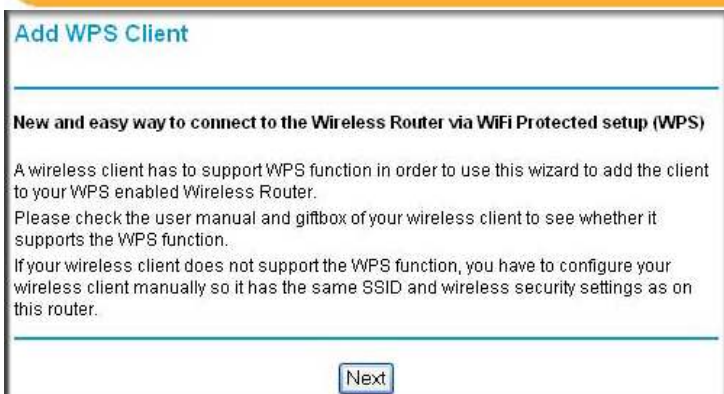 Add WPS Client
New and easy way to connect to the Wireless Router via WiFi Protected setup (WPS)
A wireless client has to support WPS function in order to use this wizard to add the client
to your WPS enabled Wireless Router.
Please check the user manual and giftbox of your wireless client to see whether it
supports the WPS function.
If your wireless client does not support the WPS function, you have to configure your
wireless client manually so it has the same SSID and wireless security settings as on
this router.
Next